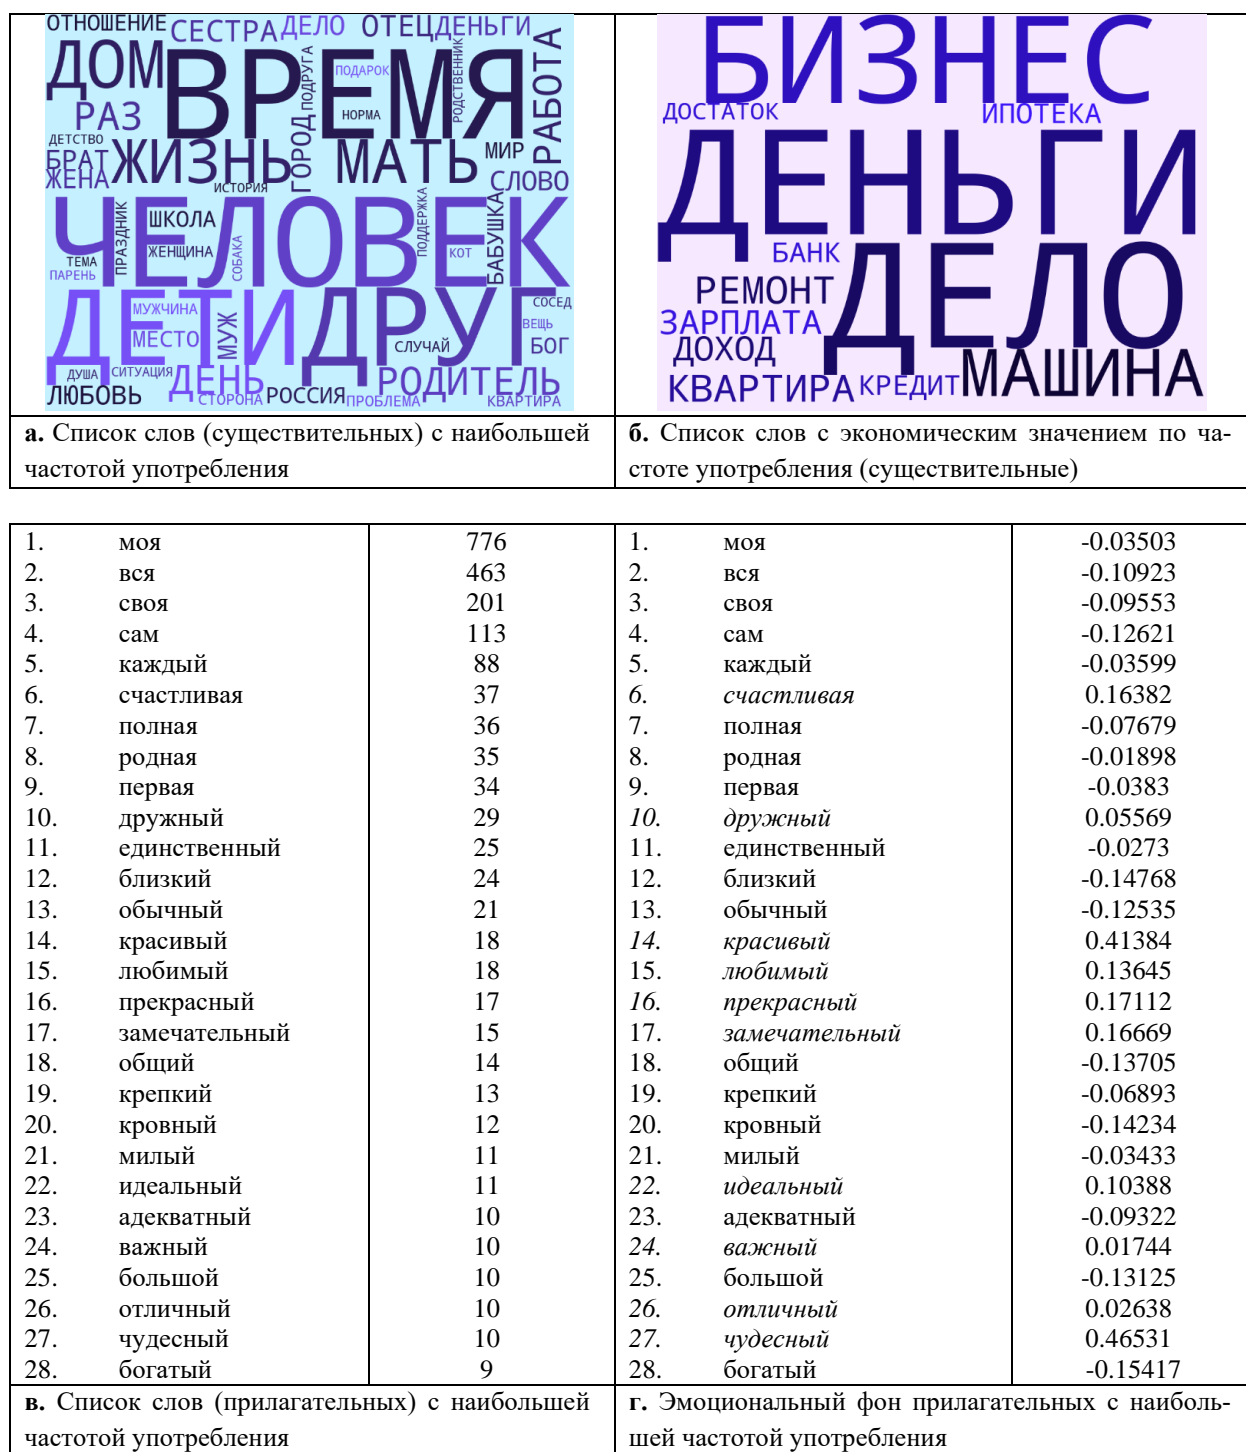 ОТНОШЕНИЕ СЕСТРА ДЕЛО ОТЕЦ ДЕНЬГИ
ДОМ ВРЕМЯ РАБОТА
ПОДАРОК ПОДРУГА РОДСТВЕННИК
РАЗ НОРМА
ДЕТСТВО
БРАТ ЖИЗНЬ ГОРОД МАТЬ МИР
ЖЕНА ИСТОРИЯ СЛОВО
ЧЕЛОВЕК
ПРАЗДНИК ШКОЛА ПОДДЕРЖКА БАБУШКА
ТЕМА ЖЕНЩИНА СОБАКА КОТ
ПАРЕНЬ
ДЕТИ ДРУГ
МУЖЧИНА СОСЕД
МЕСТО МУЖ СЛУЧАЙ ВЕЩЬ
БОГ
ДУША СИТУАЦИЯ ДЕНЬ РОДИТЕЛЬ
ЛЮБОВЬ СТОРОНА РОССИЯ ПРОБЛЕМА КВАРТИРА
БИЗНЕС
ДОСТАТОК ИПОТЕКА
ДЕНЬГИ
БАНК ДЕЛО
РЕМОНТ
ЗАРПЛАТА
ДОХОД
КВАРТИРА КРЕДИТ МАШИНА
а. Список слов (существительных) с наибольшей
частотой употребления
б. Список слов с экономическим значением по ча-
стоте употребления (существительные)
1. моя 776 1. моя -0.03503
2. вся 463 2. вся -0.10923
3. своя 201 3. своя -0.09553
4. сам 113 4. сам -0.12621
5. каждый 88 5. каждый -0.03599
6. счастливая 37 6. счастливая 0.16382
7. полная 36 7. полная -0.07679
8. родная 35 8. родная -0.01898
9. первая 34 9. первая -0.0383
10. дружный 29 10. дружный 0.05569
11. единственный 25 11. единственный -0.0273
12. близкий 24 12. близкий -0.14768
13. обычный 21 13. обычный -0.12535
14. красивый 18 14. красивый 0.41384
15. любимый 18 15. любимый 0.13645
16. прекрасный 17 16. прекрасный 0.17112
17. замечательный 15 17. замечательный 0.16669
18. общий 14 18. общий -0.13705
19. крепкий 13 19. крепкий -0.06893
20. кровный 12 20. кровный -0.14234
21. милый 11 21. милый -0.03433
22. идеальный 11 22. идеальный 0.10388
23. адекватный 10 23. адекватный -0.09322
24. важный 10 24. важный 0.01744
25. большой 10 25. большой -0.13125
26. отличный 10 26. отличный 0.02638
27. чудесный 10 27. чудесный 0.46531
28. богатый 9 28. богатый -0.15417
в. Список слов (прилагательных) с наибольшей
частотой употребления
г. Эмоциональный фон прилагательных с наиболь-
шей частотой употребления